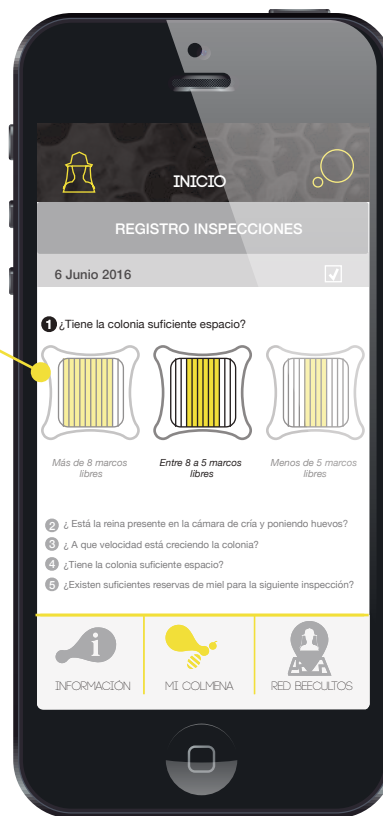 INICIO
REGISTRO INSPECCIONES
6 Junio 2016
1 ¿Tiene la colonia suficiente espacio?
Más de 8 marcos
libres
Entre 8 a 5 marcos
libres
Menos de 5 marcos
libres
2 ¿ Está la reina presente en la cámara de cría y poniendo huevos?
3 ¿ A que velocidad está creciendo la colonia?
4 ¿Tiene la colonia suficiente espacio?
5 ¿Existen suficientes reservas de miel para la siguiente inspección?
i
INFORMACIÓN
MI COLMENA
RED BEECULTOS